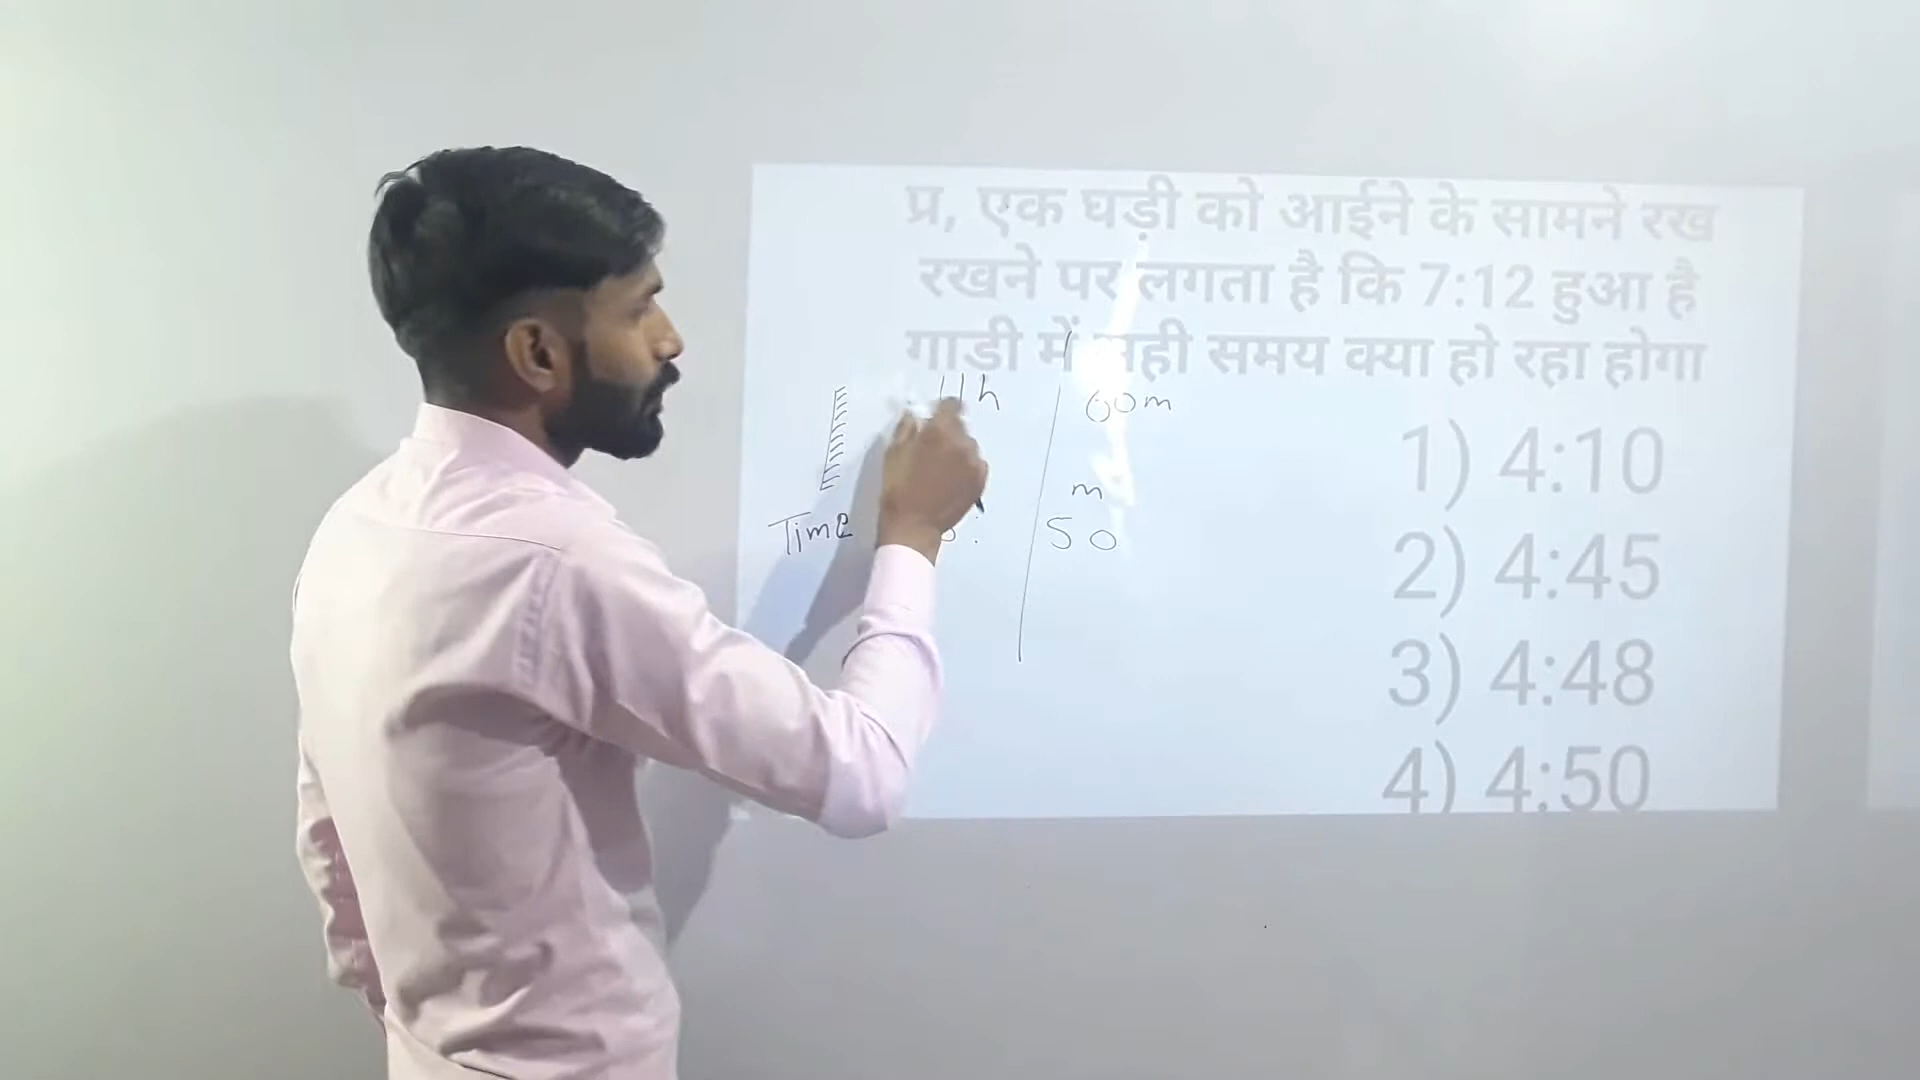 प्र, एक घड़ी को आईने के सामने रख
रखने पर लगता है कि 7:12 हुआ है
गाडी में सही समय क्या हो रहा होगा
11h 60m
m
Time : 50
1) 4:10
2) 4:45
3) 4:48
4) 4:50